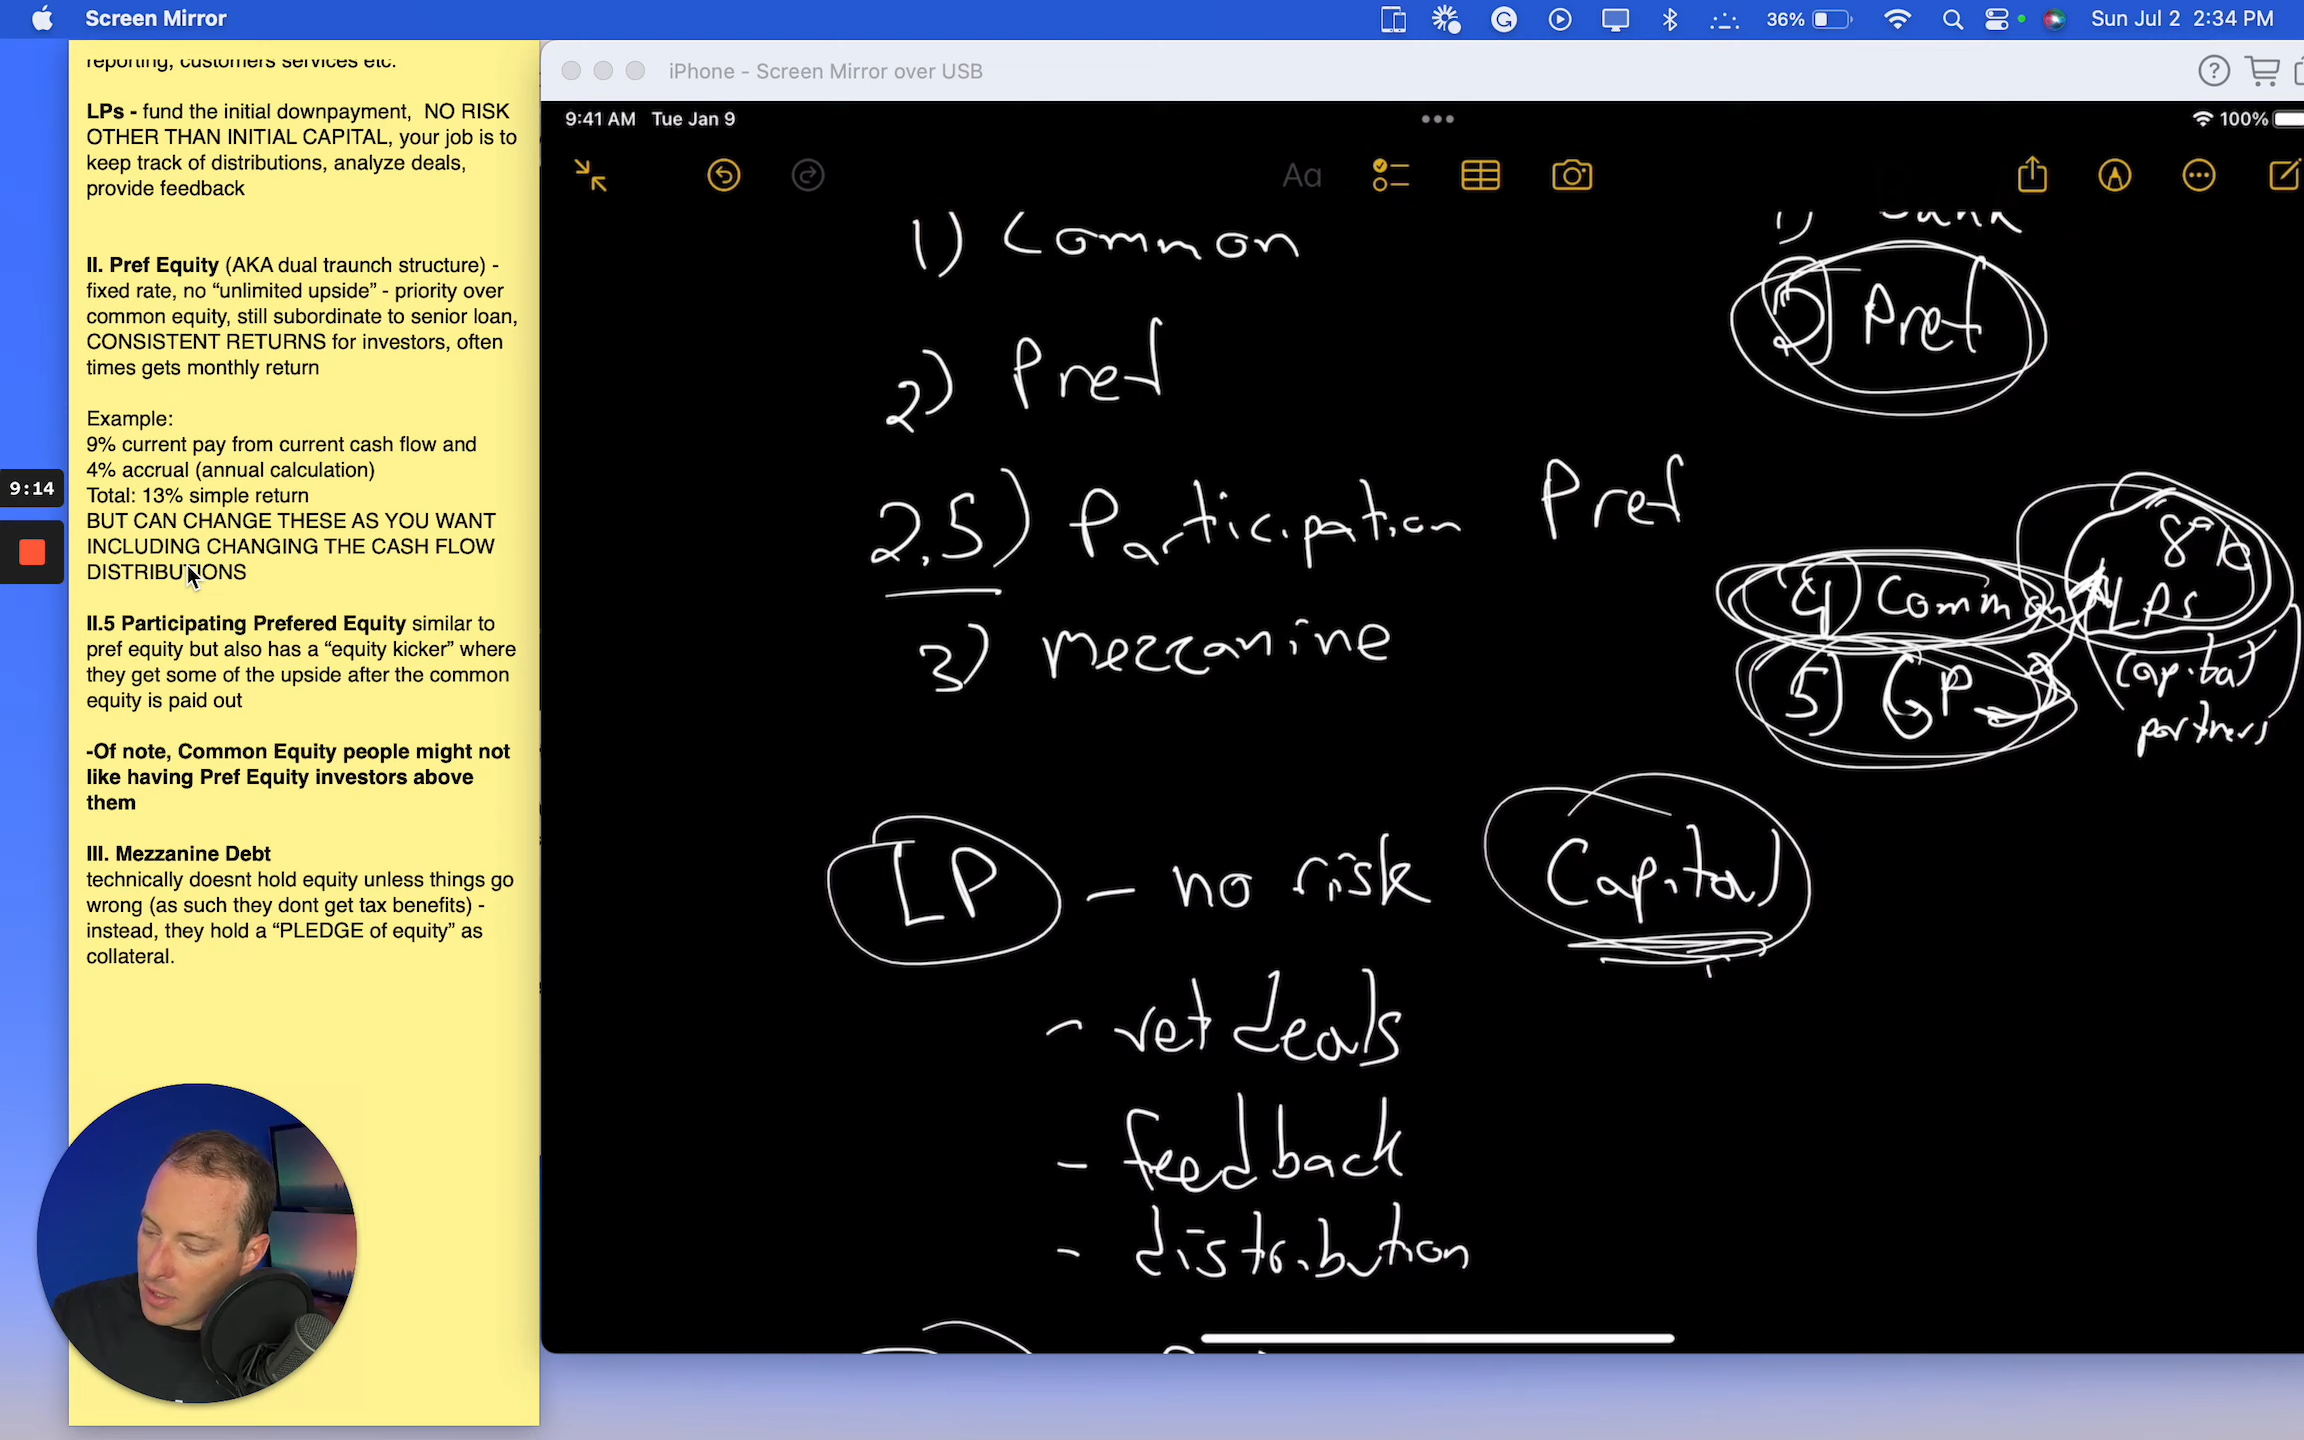 Screen Mirror
36%
Sun Jul 2 2:34 PM
reporting, customers services etc.
LPs - fund the initial downpayment, NO RISK
OTHER THAN INITIAL CAPITAL, your job is to
keep track of distributions, analyze deals,
provide feedback
II. Pref Equity (AKA dual traunch structure) -
fixed rate, no “unlimited upside” - priority over
common equity, still subordinate to senior loan,
CONSISTENT RETURNS for investors, often
times gets monthly return
Example:
9% current pay from current cash flow and
4% accrual (annual calculation)
Total: 13% simple return
BUT CAN CHANGE THESE AS YOU WANT
INCLUDING CHANGING THE CASH FLOW
DISTRIBUTIONS
II.5 Participating Prefered Equity similar to
pref equity but also has a “equity kicker” where
they get some of the upside after the common
equity is paid out
-Of note, Common Equity people might not
like having Pref Equity investors above
them
III. Mezzanine Debt
technically doesnt hold equity unless things go
wrong (as such they dont get tax benefits) -
instead, they hold a “PLEDGE of equity” as
collateral.
9:14
iPhone - Screen Mirror over USB
9:41 AM Tue Jan 9
100%
Aa
1) Common
2) Pref
2.5) Participation Pref
3) mezzanine
1) Bank
2) Pref
4) Common
8%
LPs
5) GP
Capital
partners
LP - no risk Capital
- vet deals
- feedback
- distribution